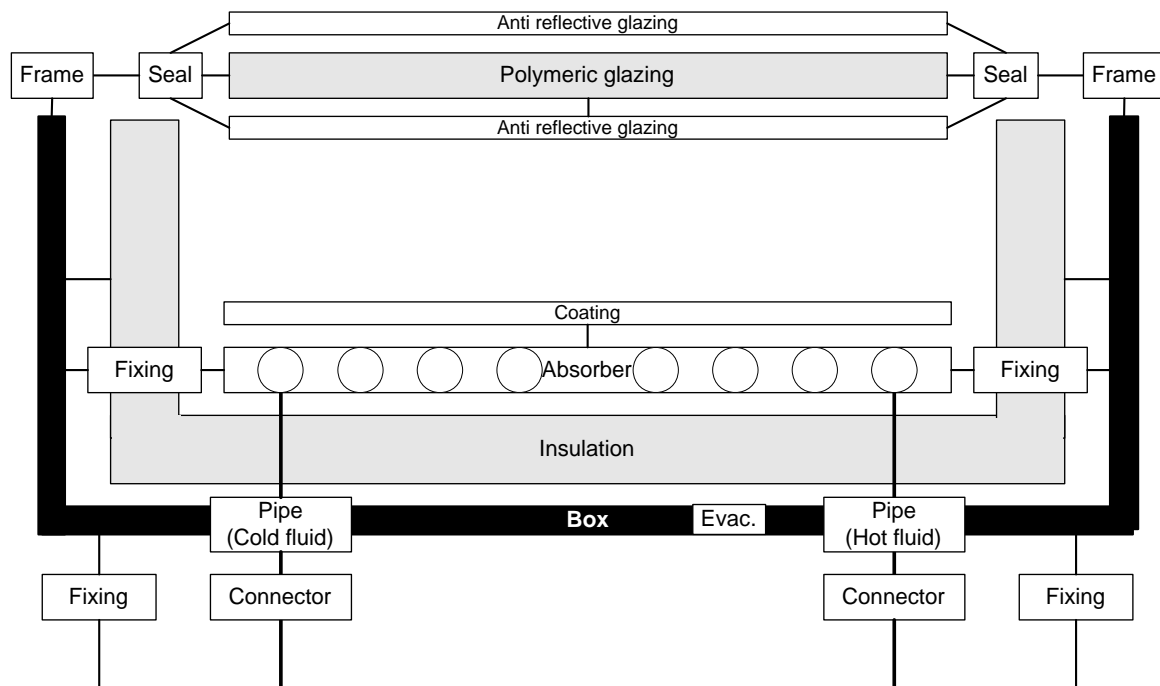 Anti reflective glazing
Frame
Seal
Polymeric glazing
Seal
Frame
Anti reflective glazing
Coating
Fixing
Absorber
Fixing
Insulation
Pipe
(Cold fluid)
Box
Evac.
Pipe
(Hot fluid)
Fixing
Connector
Connector
Fixing